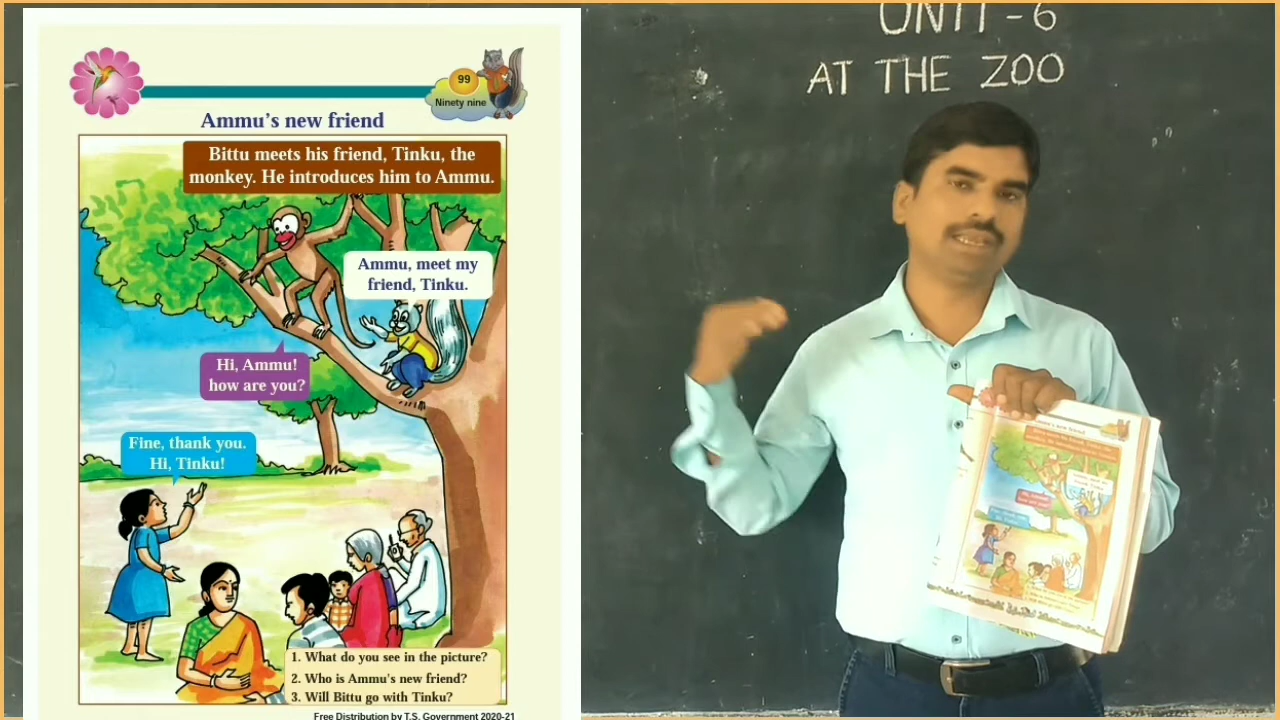 99
Ninety nine
Ammu's new friend
Bittu meets his friend, Tinku, the
monkey. He introduces him to Ammu.
Ammu, meet my
friend, Tinku.
Hi, Ammu!
how are you?
Fine, thank you.
Hi, Tinku!
1. What do you see in the picture?
2. Who is Ammu's new friend?
3. Will Bittu go with Tinku?
Free Distribution by T.S. Government 2020-21
UNIT - 6
AT THE ZOO